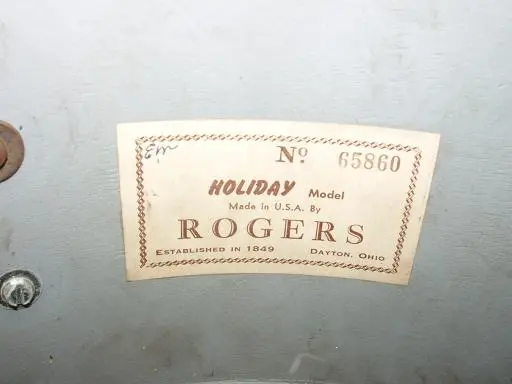 Em
Nº 65860
HOLIDAY Model
Made in U.S.A. By
ROGERS
ESTABLISHED IN 1849 DAYTON, OHIO